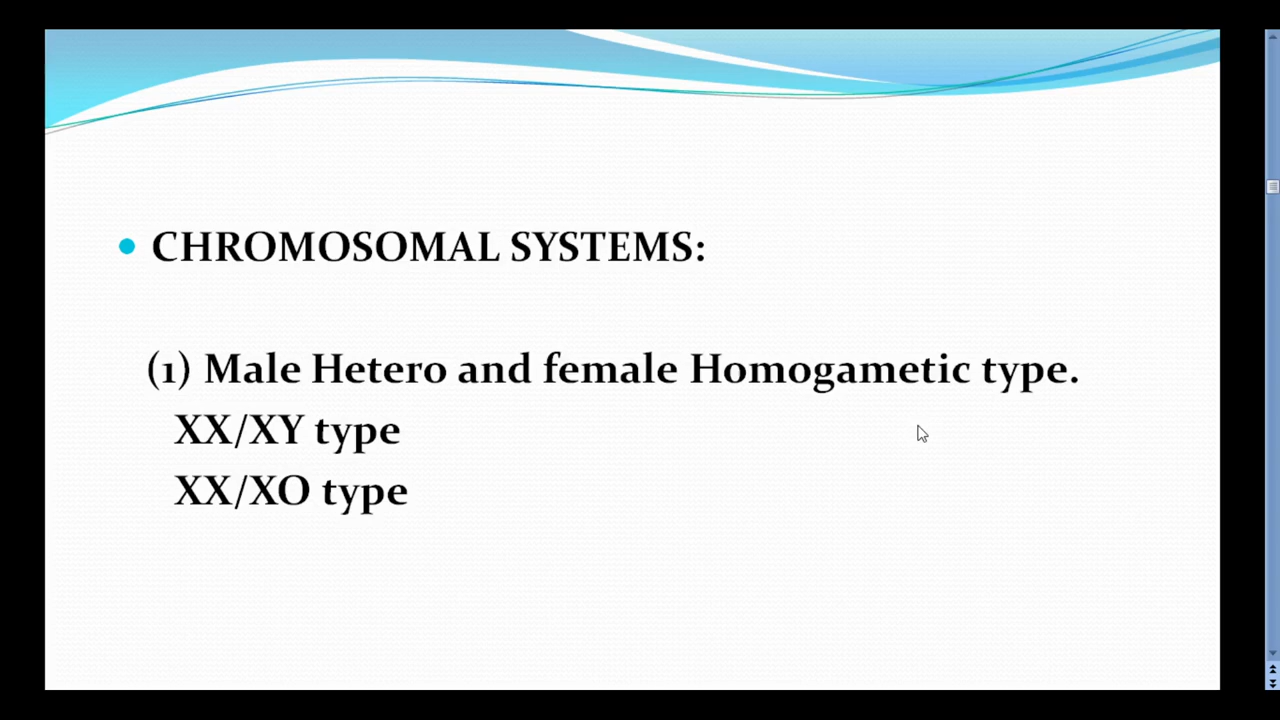 CHROMOSOMAL SYSTEMS:
(1) Male Hetero and female Homogametic type.
XX/XY type
XX/XO type